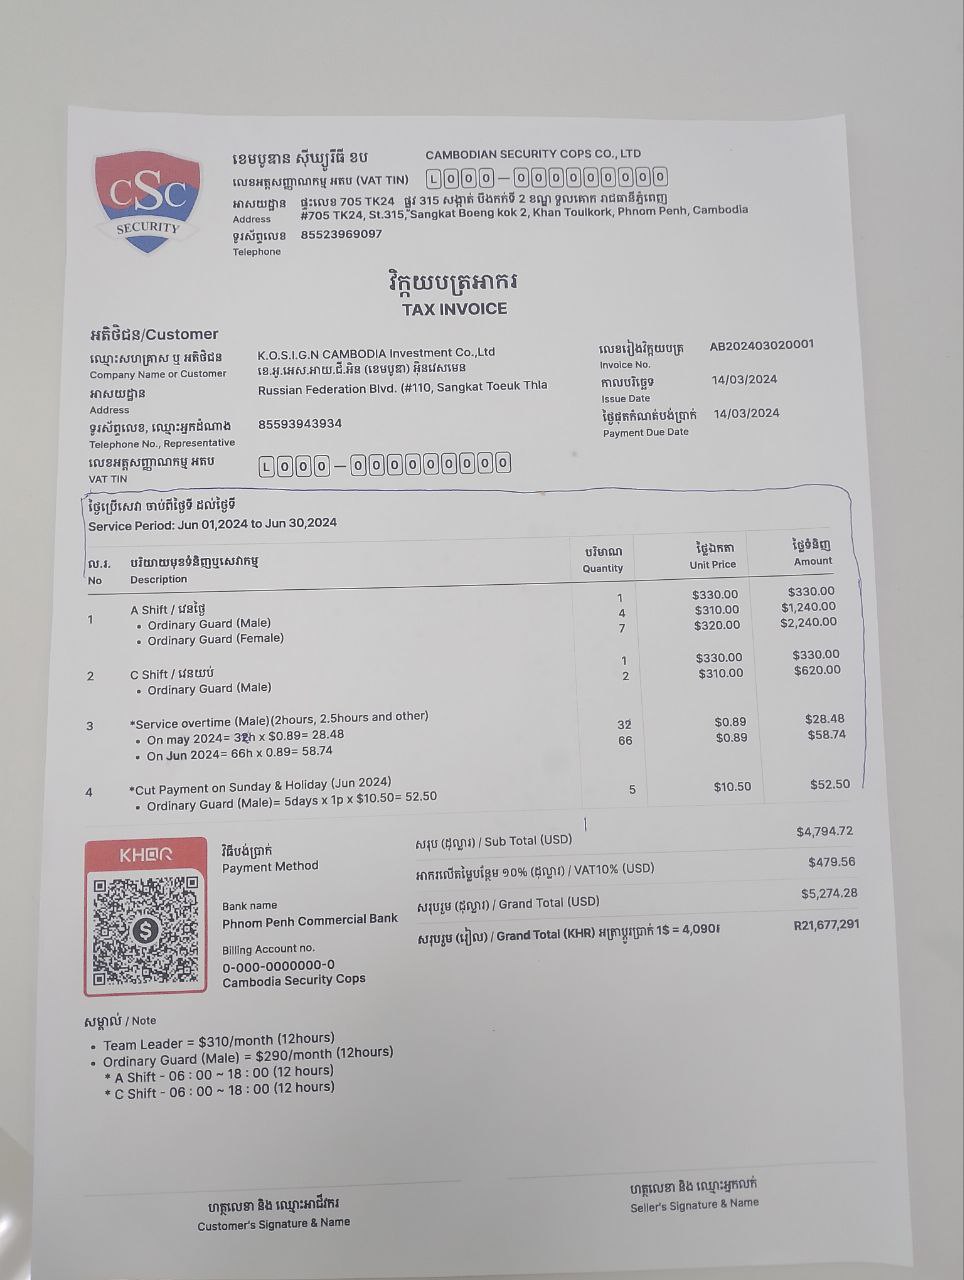 CSC
SECURITY
ខេមបូឌាន ស៊ីឃ្យូរីធី ខប CAMBODIAN SECURITY COPS CO., LTD
លេខអត្តសញ្ញាណកម្ម អតប (VAT TIN) L000-000000000
អាសយដ្ឋាន ផ្ទះលេខ 705 TK24 ផ្លូវ 315 សង្កាត់ បឹងកក់ទី 2 ខណ្ឌ ទួលគោក រាជធានីភ្នំពេញ
Address #705 TK24, St.315, Sangkat Boeng kok 2, Khan Toulkork, Phnom Penh, Cambodia
ទូរស័ព្ទលេខ 85523969097
Telephone
វិក្កយបត្រអាករ
TAX INVOICE
អតិថិជន/Customer
ឈ្មោះសហគ្រាស ឬ អតិថិជន K.O.S.I.G.N CAMBODIA Investment Co.,Ltd
Company Name or Customer ខេ.អូ.អេស.អាយ.ជី.អិន (ខេមបូឌា) អ៊ិនវេសមេន
អាសយដ្ឋាន Russian Federation Blvd. (#110, Sangkat Toeuk Thla
Address
ទូរស័ព្ទលេខ, ឈ្មោះអ្នកដំណាង 85593943934
Telephone No., Representative
លេខអត្តសញ្ញាណកម្ម អតប L000-000000000
VAT TIN
លេខរៀងវិក្កយបត្រ AB202403020001
Invoice No.
កាលបរិច្ឆេទ 14/03/2024
Issue Date
ថ្ងៃផុតកំណត់បង់ប្រាក់ 14/03/2024
Payment Due Date
ថ្ងៃប្រើសេវា ចាប់ពីថ្ងៃទី ដល់ថ្ងៃទី
Service Period: Jun 01,2024 to Jun 30,2024
ល.រ. បរិយាយមុខទំនិញឬសេវាកម្ម បរិមាណ ថ្លៃឯកតា ថ្លៃទំនិញ
No Description Quantity Unit Price Amount
1 A Shift / វេនថ្ងៃ 1 $330.00 $330.00
• Ordinary Guard (Male) 4 $310.00 $1,240.00
• Ordinary Guard (Female) 7 $320.00 $2,240.00
2 C Shift / វេនយប់ 1 $330.00 $330.00
• Ordinary Guard (Male) 2 $310.00 $620.00
3 *Service overtime (Male)(2hours, 2.5hours and other)
• On may 2024= 32h x $0.89= 28.48 32 $0.89 $28.48
• On Jun 2024= 66h x 0.89= 58.74 66 $0.89 $58.74
4 *Cut Payment on Sunday & Holiday (Jun 2024)
• Ordinary Guard (Male)= 5days x 1p x $10.50= 52.50 5 $10.50 $52.50
KHQR
$
វិធីបង់ប្រាក់
Payment Method
Bank name
Phnom Penh Commercial Bank
Billing Account no.
0-000-0000000-0
Cambodia Security Cops
សរុប (ដុល្លារ) / Sub Total (USD) $4,794.72
អាករលើតម្លៃបន្ថែម ១០% (ដុល្លារ) / VAT10% (USD) $479.56
សរុបរួម (ដុល្លារ) / Grand Total (USD) $5,274.28
សរុបរួម (រៀល) / Grand Total (KHR) អត្រាប្តូរប្រាក់ 1$ = 4,090៛ R21,677,291
សម្គាល់ / Note
• Team Leader = $310/month (12hours)
• Ordinary Guard (Male) = $290/month (12hours)
* A Shift - 06 : 00 ~ 18 : 00 (12 hours)
* C Shift - 06 : 00 ~ 18 : 00 (12 hours)
ហត្ថលេខា និង ឈ្មោះអាជីវករ
Customer's Signature & Name
ហត្ថលេខា និង ឈ្មោះអ្នកលក់
Seller's Signature & Name